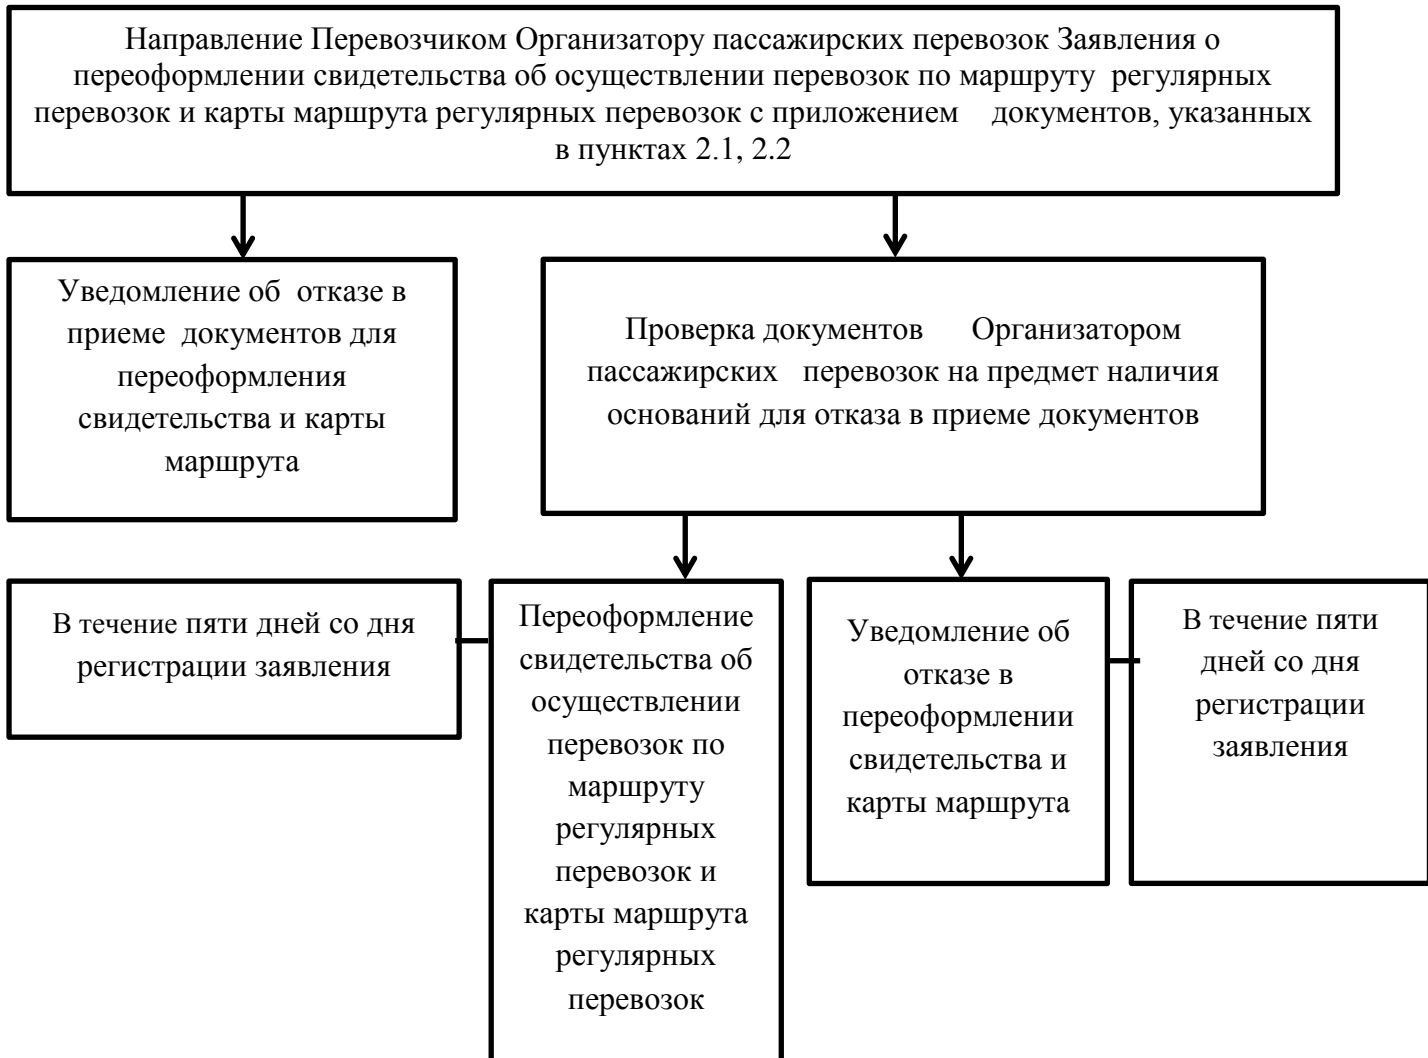 Направление Перевозчиком Организатору пассажирских перевозок Заявления о
переоформлении свидетельства об осуществлении перевозок по маршруту регулярных
перевозок и карты маршрута регулярных перевозок с приложением документов, указанных
в пунктах 2.1, 2.2
Уведомление об отказе в
приеме документов для
переоформления
свидетельства и карты
маршрута
Проверка документов Организатором
пассажирских перевозок на предмет наличия
оснований для отказа в приеме документов
В течение пяти дней со дня
регистрации заявления
Переоформление
свидетельства об
осуществлении
перевозок по
маршруту
регулярных
перевозок и
карты маршрута
регулярных
перевозок
Уведомление об
отказе в
переоформлении
свидетельства и
карты маршрута
В течение пяти
дней со дня
регистрации
заявления